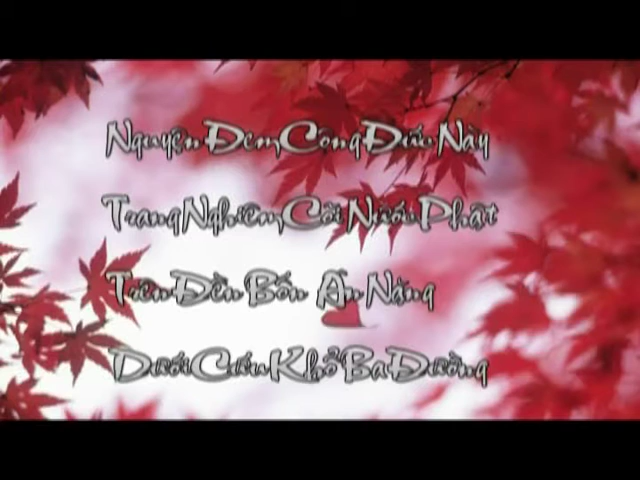 Nguyện Đem Công Đức Này
Trang Nghiêm Cõi Nước Phật
Trên Đền Bốn Ân Nặng
Dưới Cứu Khổ Ba Đường